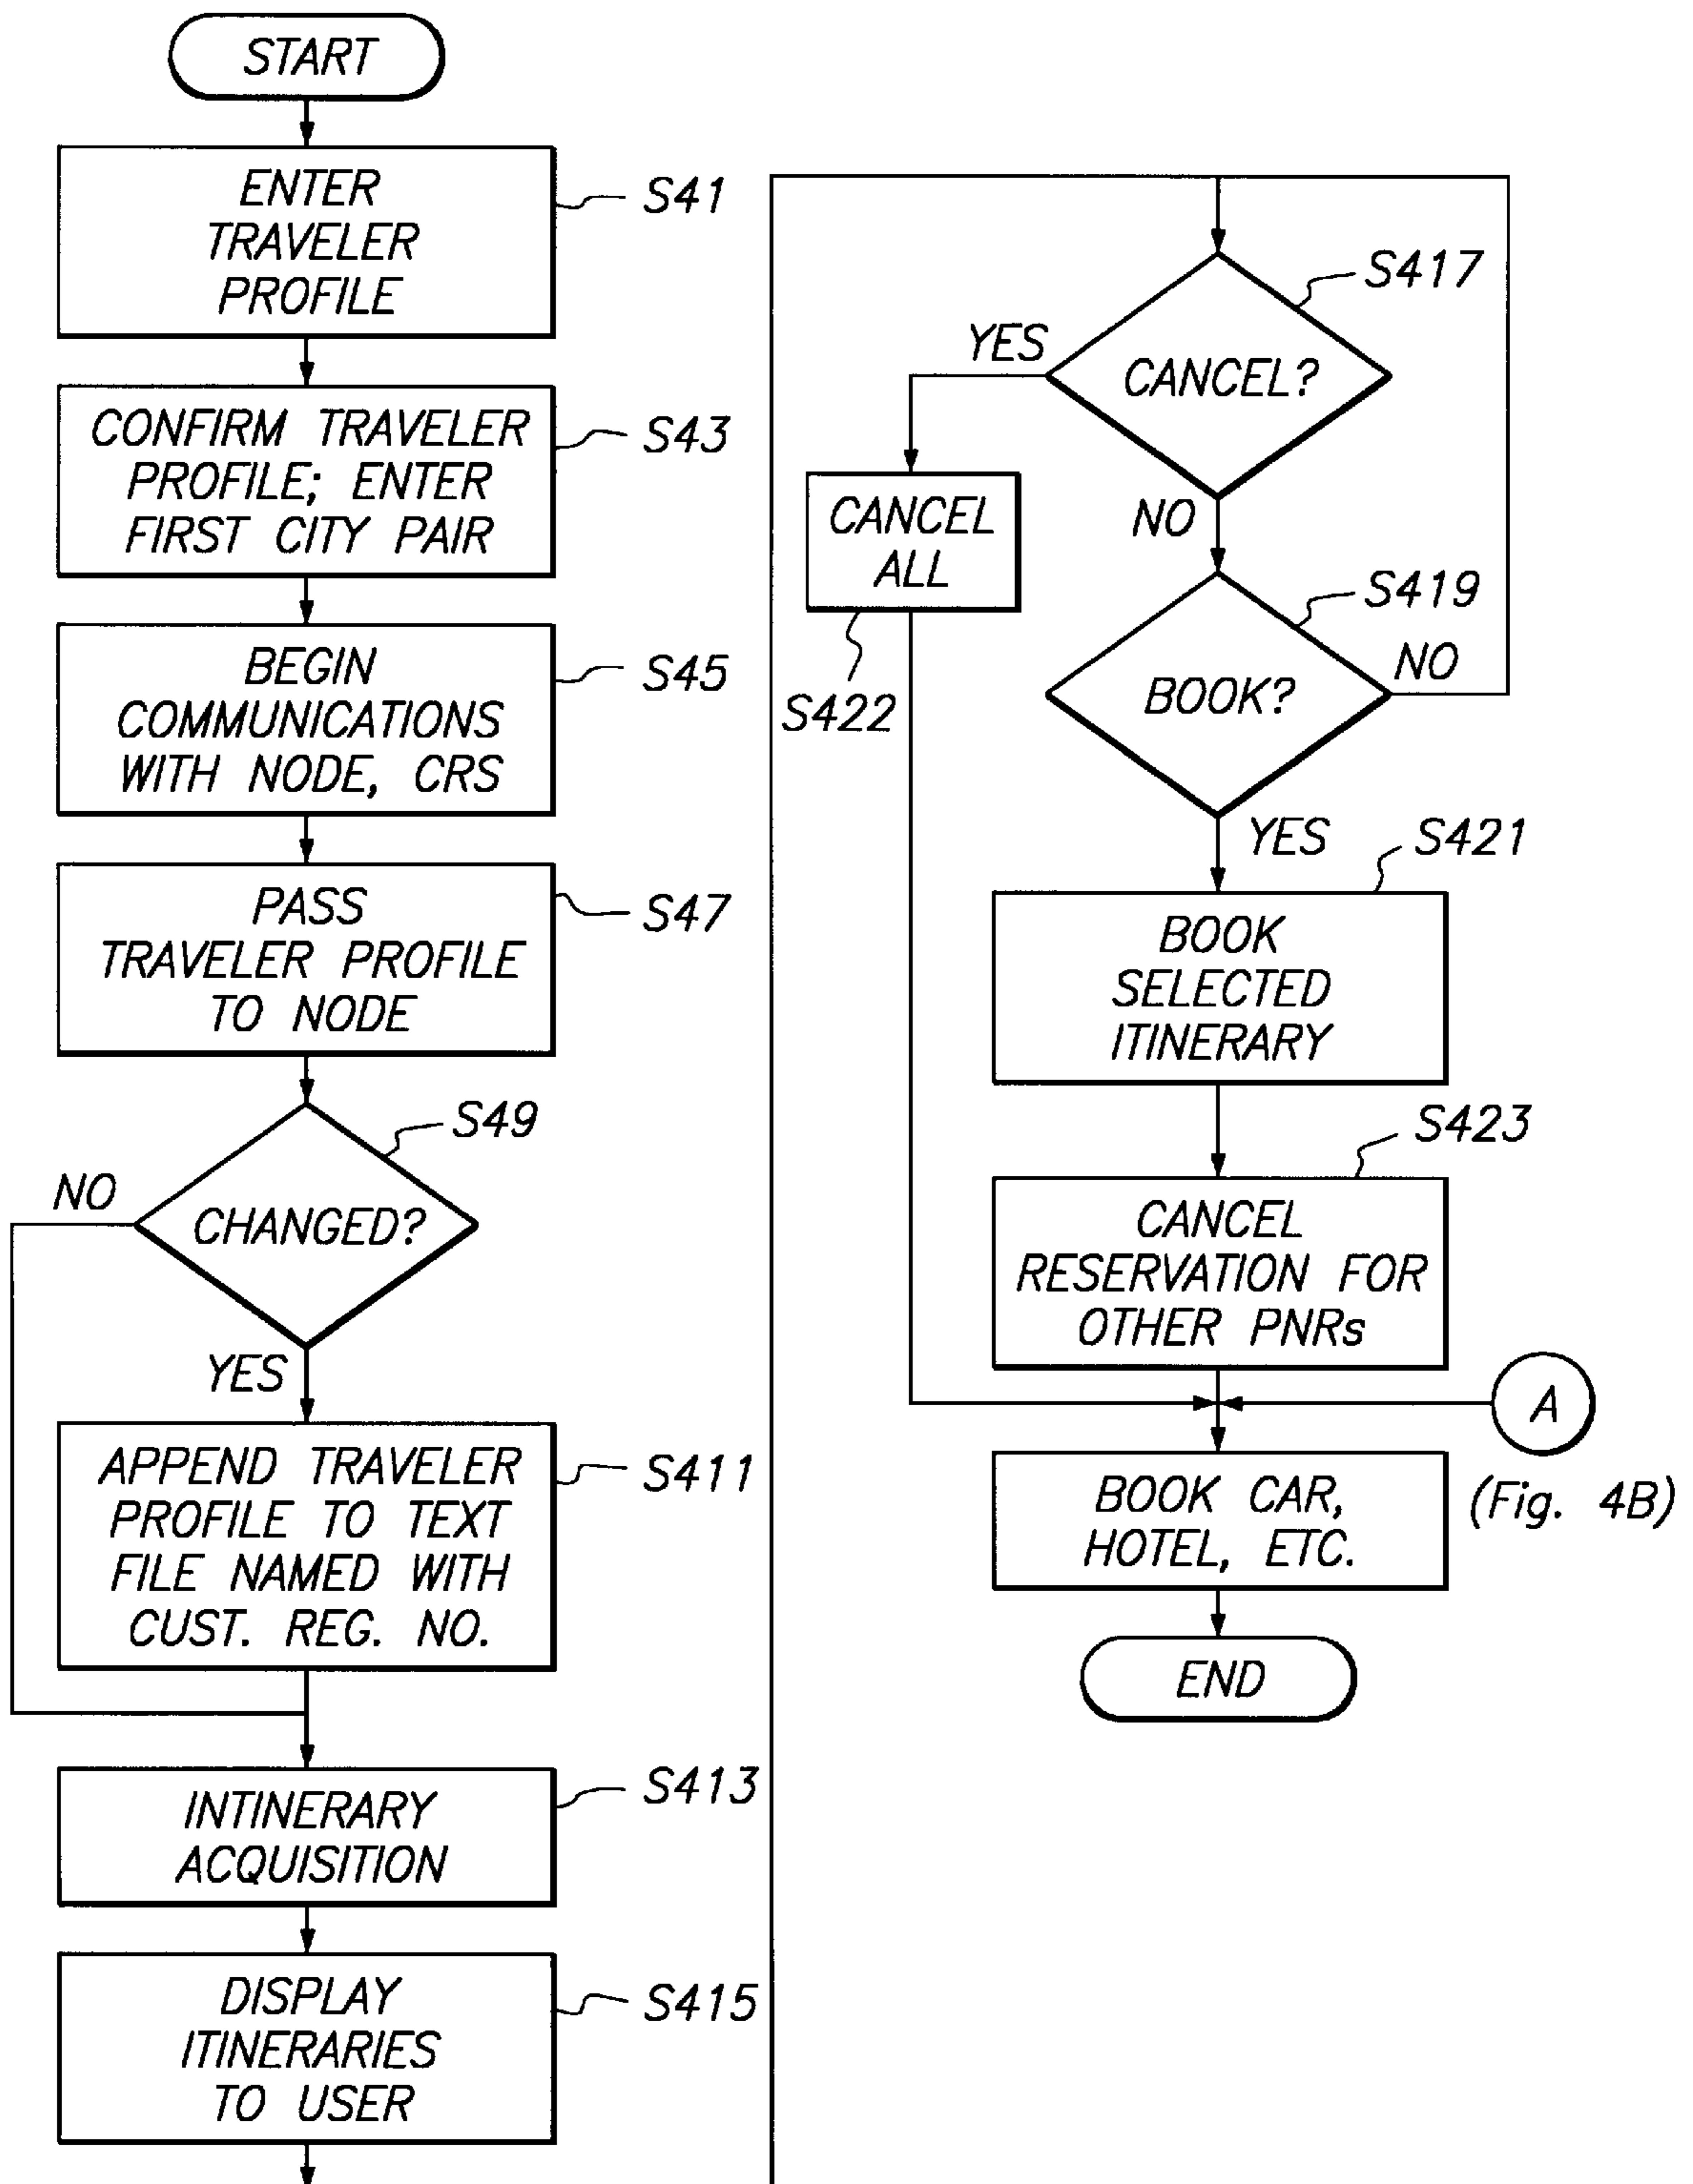 START
ENTER
TRAVELER
PROFILE
S41
CONFIRM TRAVELER
PROFILE; ENTER
FIRST CITY PAIR
S43
BEGIN
COMMUNICATIONS
WITH NODE, CRS
S45
PASS
TRAVELER PROFILE
TO NODE
S47
S49
NO
CHANGED?
YES
APPEND TRAVELER
PROFILE TO TEXT
FILE NAMED WITH
CUST. REG. NO.
S411
INTINERARY
ACQUISITION
S413
DISPLAY
ITINERARIES
TO USER
S415
S417
YES
CANCEL?
NO
CANCEL
ALL
S422
S419
NO
BOOK?
YES
S421
BOOK
SELECTED
ITINERARY
S423
CANCEL
RESERVATION FOR
OTHER PNRs
A
(Fig. 4B)
BOOK CAR,
HOTEL, ETC.
END